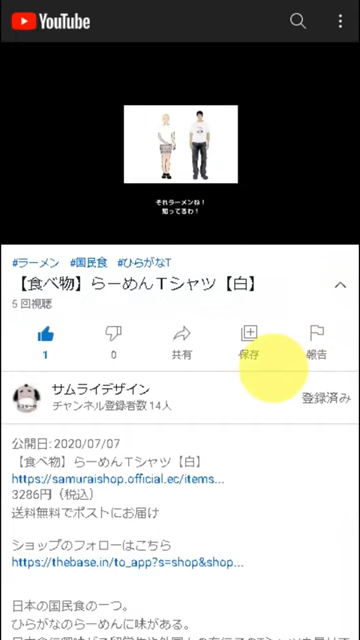 YouTube
それラーメンね！
知ってるわ！
#ラーメン #国民食 #ひらがなT
【食べ物】らーめんTシャツ【白】
5 回視聴
1 0 共有 保存 報告
サムライデザイン
チャンネル登録者数 14人
登録済み
公開日: 2020/07/07
【食べ物】らーめんTシャツ【白】
https://samuraishop.official.ec/items...
3286円（税込）
送料無料でポストにお届け
ショップのフォローはこちら
https://thebase.in/to_app?s=shop&shop...
日本の国民食の一つ。
ひらがなのらーめんに味がある。